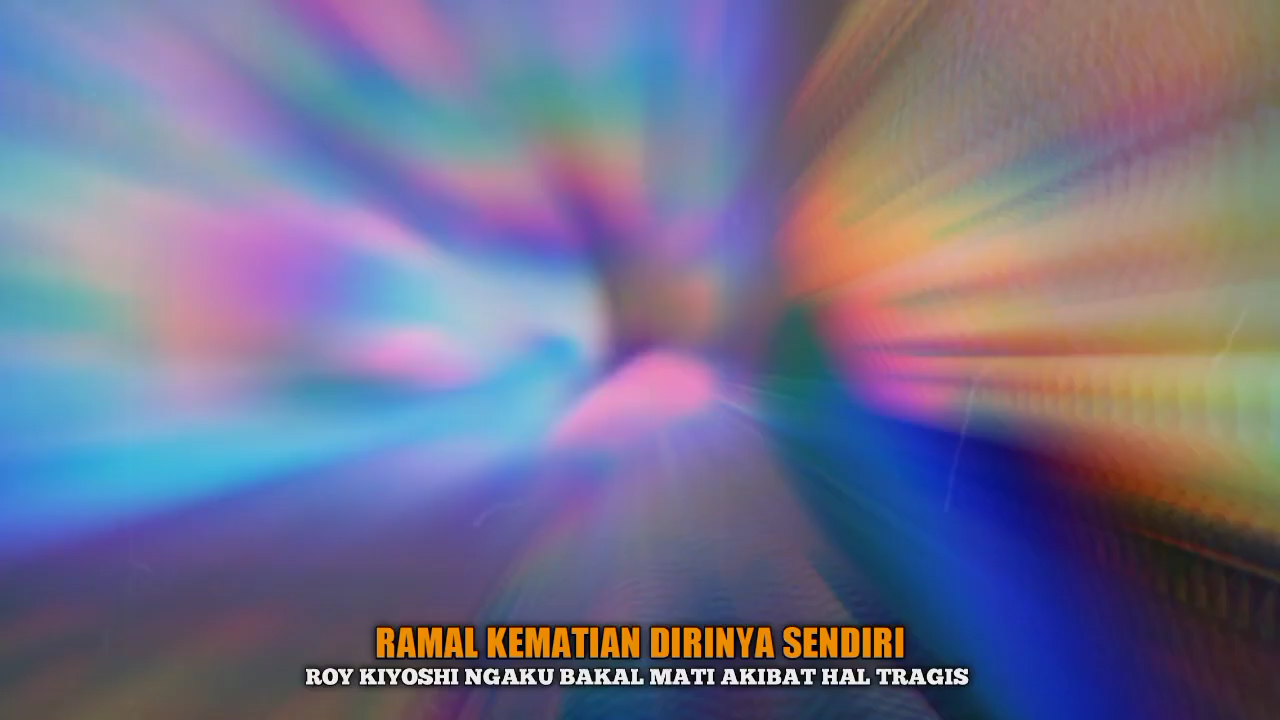 RAMAL KEMATIAN DIRINYA SENDIRI
ROY KIYOSHI NGAKU BAKAL MATI AKIBAT HAL TRAGIS